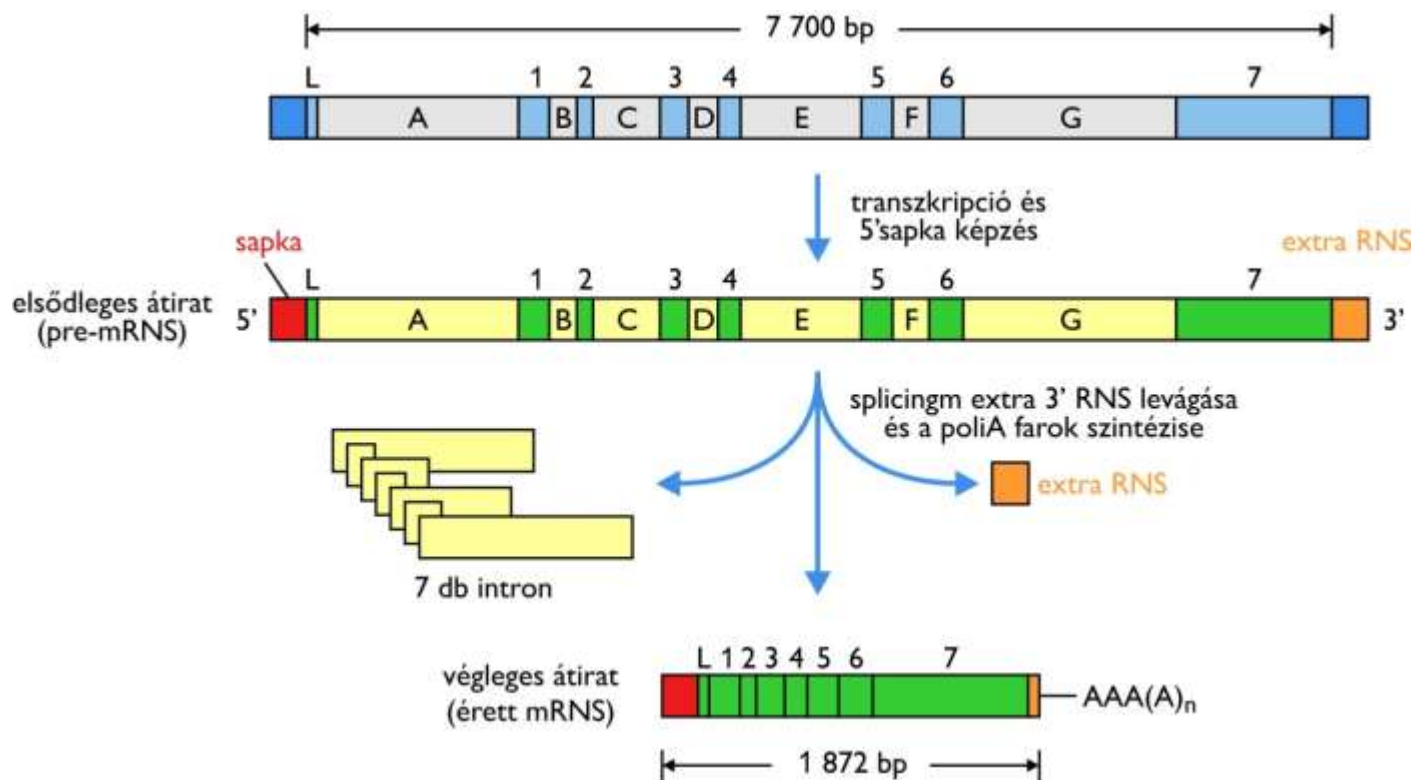 7 700 bp
L 1 2 3 4 5 6 7
A B C D E F G
transzkripció és
5'sapka képzés
sapka
extra RNS
L 1 2 3 4 5 6 7
elsődleges átirat
(pre-mRNS)
5' A B C D E F G 3'
splicingm extra 3' RNS levágása
és a poliA farok szintézise
extra RNS
7 db intron
L 1 2 3 4 5 6 7
végleges átirat
(érett mRNS)
AAA(A)n
1 872 bp